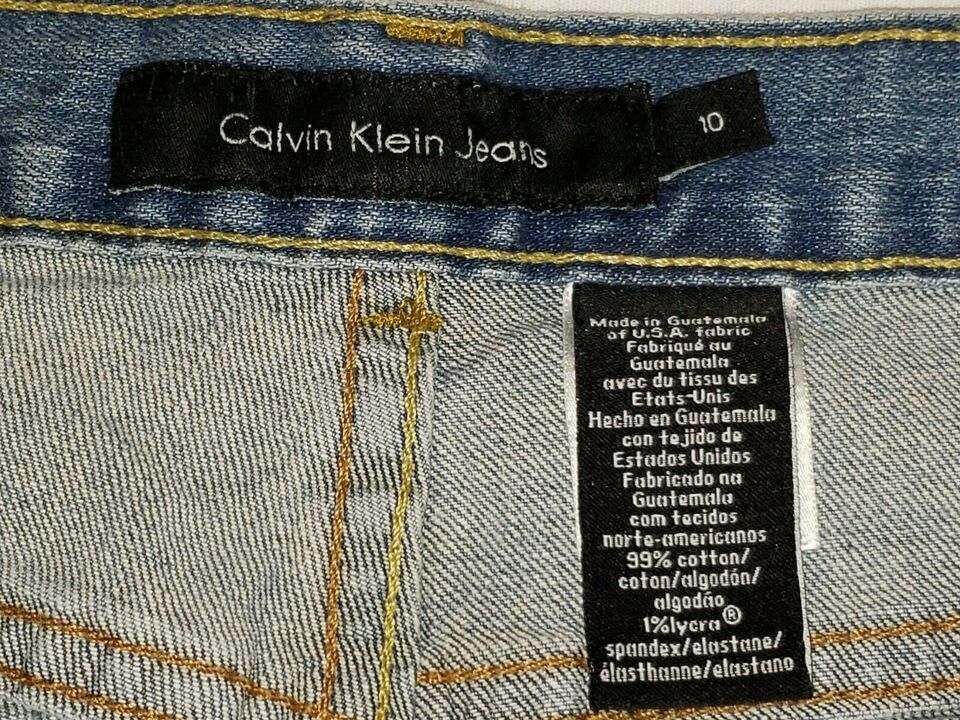 Calvin Klein Jeans
10
Made in Guatemala
of U.S.A. fabric
Fabriqué au
Guatemala
avec du tissu des
Etats-Unis
Hecho en Guatemala
con tejido de
Estados Unidos
Fabricado na
Guatemala
com tecidos
norte-americanos
99% cotton/
coton/algodón/
algodão
1%lycra®
spandex/elastane/
élasthanne/elastano